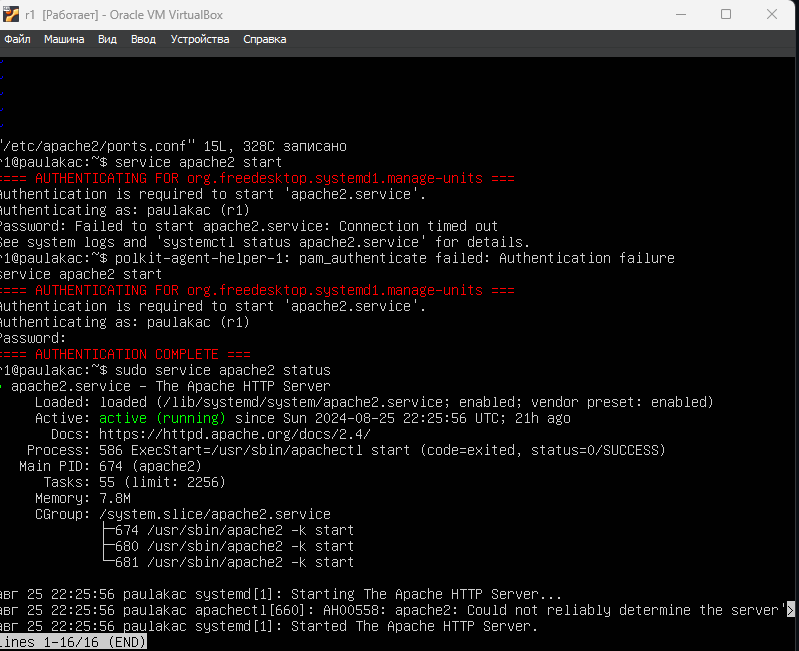 r1 [Работает] - Oracle VM VirtualBox
Файл Машина Вид Ввод Устройства Справка
"/etc/apache2/ports.conf" 15L, 328C записано
r1@paulakac:~$ service apache2 start
==== AUTHENTICATING FOR org.freedesktop.systemd1.manage-units ===
Authentication is required to start 'apache2.service'.
Authenticating as: paulakac (r1)
Password: Failed to start apache2.service: Connection timed out
See system logs and 'systemctl status apache2.service' for details.
r1@paulakac:~$ polkit-agent-helper-1: pam_authenticate failed: Authentication failure
service apache2 start
==== AUTHENTICATING FOR org.freedesktop.systemd1.manage-units ===
Authentication is required to start 'apache2.service'.
Authenticating as: paulakac (r1)
Password:
==== AUTHENTICATION COMPLETE ===
r1@paulakac:~$ sudo service apache2 status
● apache2.service – The Apache HTTP Server
Loaded: loaded (/lib/systemd/system/apache2.service; enabled; vendor preset: enabled)
Active: active (running) since Sun 2024-08-25 22:25:56 UTC; 21h ago
Docs: https://httpd.apache.org/docs/2.4/
Process: 586 ExecStart=/usr/sbin/apachectl start (code=exited, status=0/SUCCESS)
Main PID: 674 (apache2)
Tasks: 55 (limit: 2256)
Memory: 7.8M
CGroup: /system.slice/apache2.service
├─674 /usr/sbin/apache2 -k start
├─680 /usr/sbin/apache2 -k start
└─681 /usr/sbin/apache2 -k start
авг 25 22:25:56 paulakac systemd[1]: Starting The Apache HTTP Server...
авг 25 22:25:56 paulakac apachectl[660]: AH00558: apache2: Could not reliably determine the server'>
авг 25 22:25:56 paulakac systemd[1]: Started The Apache HTTP Server.
lines 1-16/16 (END)